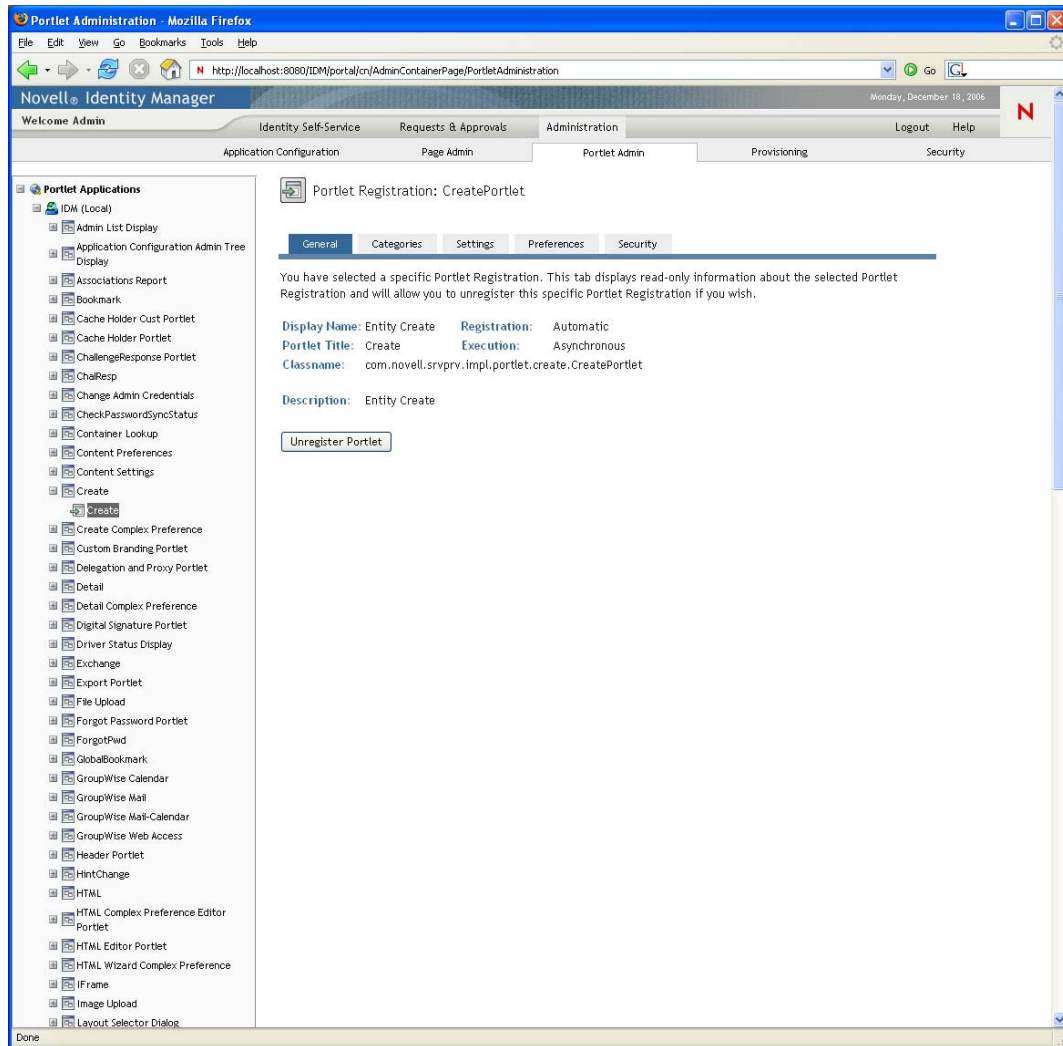 Portlet Administration - Mozilla Firefox
File Edit View Go Bookmarks Tools Help
N http://localhost:8080/IDM/portal/cn/AdminContainerPage/PortletAdministration Go G
Novell® Identity Manager Monday, December 18, 2006
N
Welcome Admin Identity Self-Service Requests & Approvals Administration Logout Help
Application Configuration Page Admin Portlet Admin Provisioning Security
Portlet Applications
IDM (Local)
Admin List Display
Application Configuration Admin Tree
Display
Associations Report
Bookmark
Cache Holder Cust Portlet
Cache Holder Portlet
ChallengeResponse Portlet
ChalResp
Change Admin Credentials
CheckPasswordSyncStatus
Container Lookup
Content Preferences
Content Settings
Create
Create
Create Complex Preference
Custom Branding Portlet
Delegation and Proxy Portlet
Detail
Detail Complex Preference
Digital Signature Portlet
Driver Status Display
Exchange
Export Portlet
File Upload
Forgot Password Portlet
ForgotPwd
GlobalBookmark
GroupWise Calendar
GroupWise Mail
GroupWise Mail-Calendar
GroupWise Web Access
Header Portlet
HintChange
HTML
HTML Complex Preference Editor
Portlet
HTML Editor Portlet
HTML Wizard Complex Preference
IFrame
Image Upload
Layout Selector Dialog
Portlet Registration: CreatePortlet
General Categories Settings Preferences Security
You have selected a specific Portlet Registration. This tab displays read-only information about the selected Portlet
Registration and will allow you to unregister this specific Portlet Registration if you wish.
Display Name: Entity Create Registration: Automatic
Portlet Title: Create Execution: Asynchronous
Classname: com.novell.srvprv.impl.portlet.create.CreatePortlet
Description: Entity Create
Unregister Portlet
Done